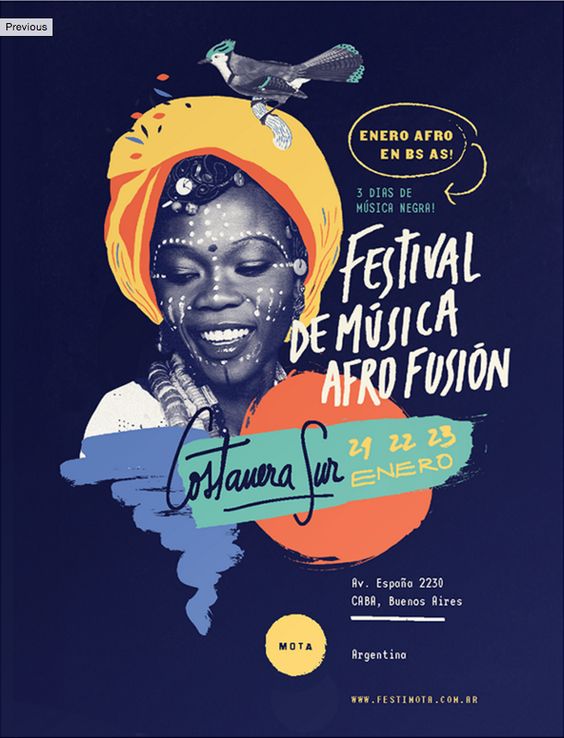 Previous
ENERO AFRO
EN BS AS!
3 DIAS DE
MÚSICA NEGRA!
FESTIVAL
DE MÚSICA
AFRO FUSIÓN
Costanera Sur
21 22 23
ENERO
Av. España 2230
CABA, Buenos Aires
MOTA
Argentina
WWW.FESTIMOTA.COM.AR